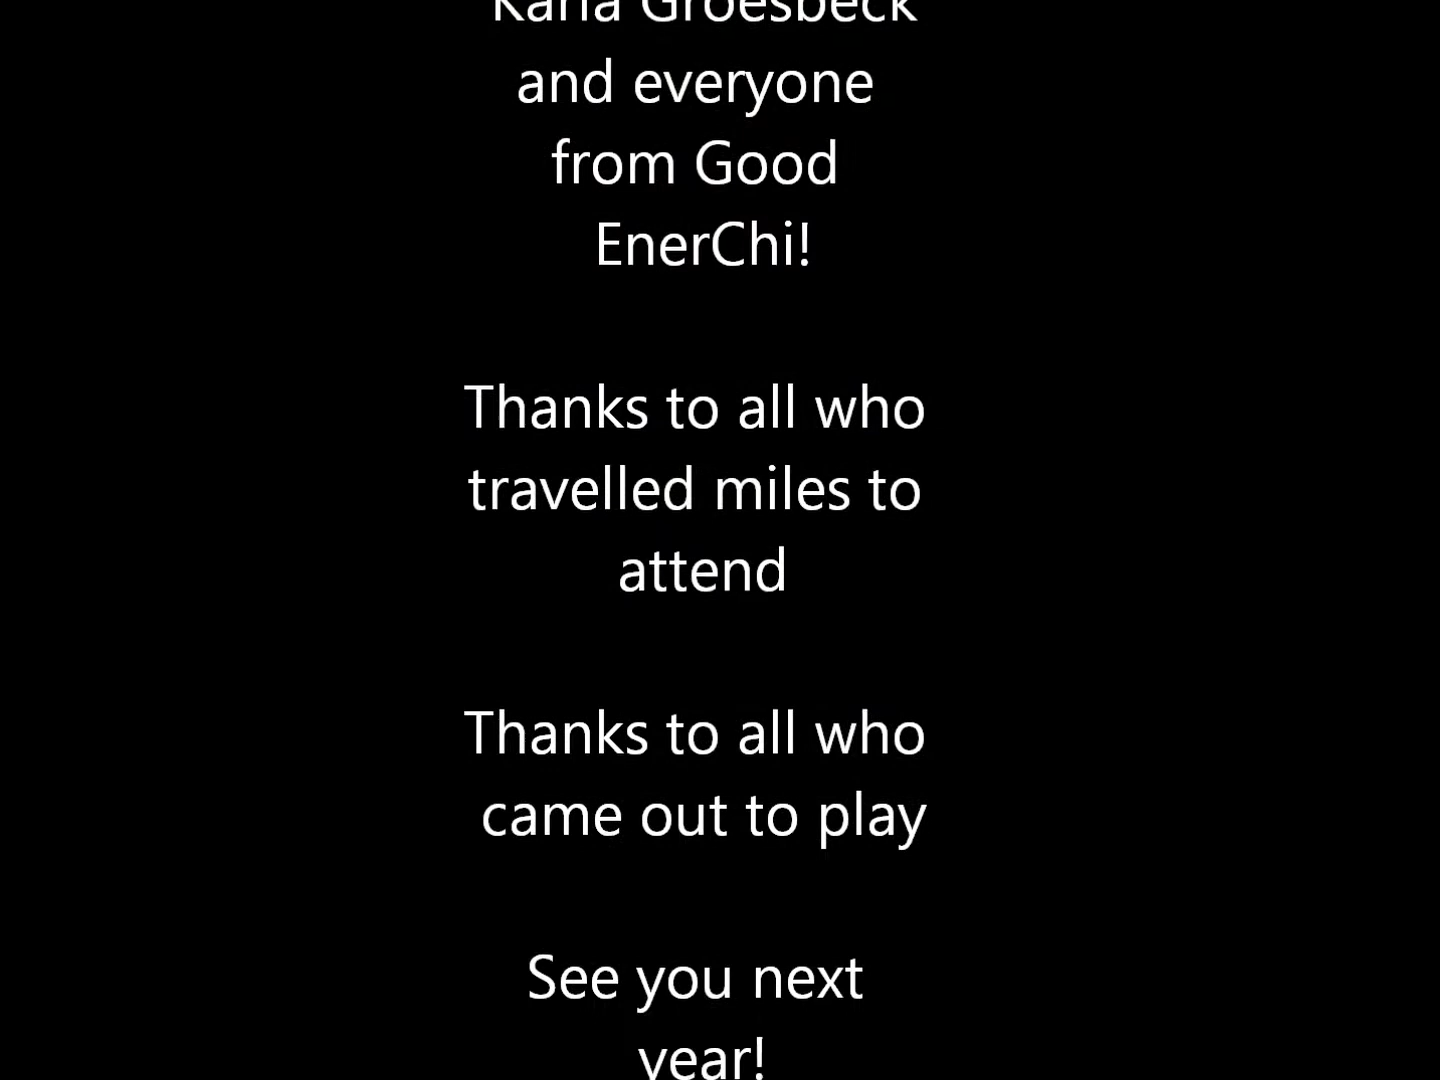 Karla Groesbeck
and everyone
from Good
EnerChi!
Thanks to all who
travelled miles to
attend
Thanks to all who
came out to play
See you next
year!